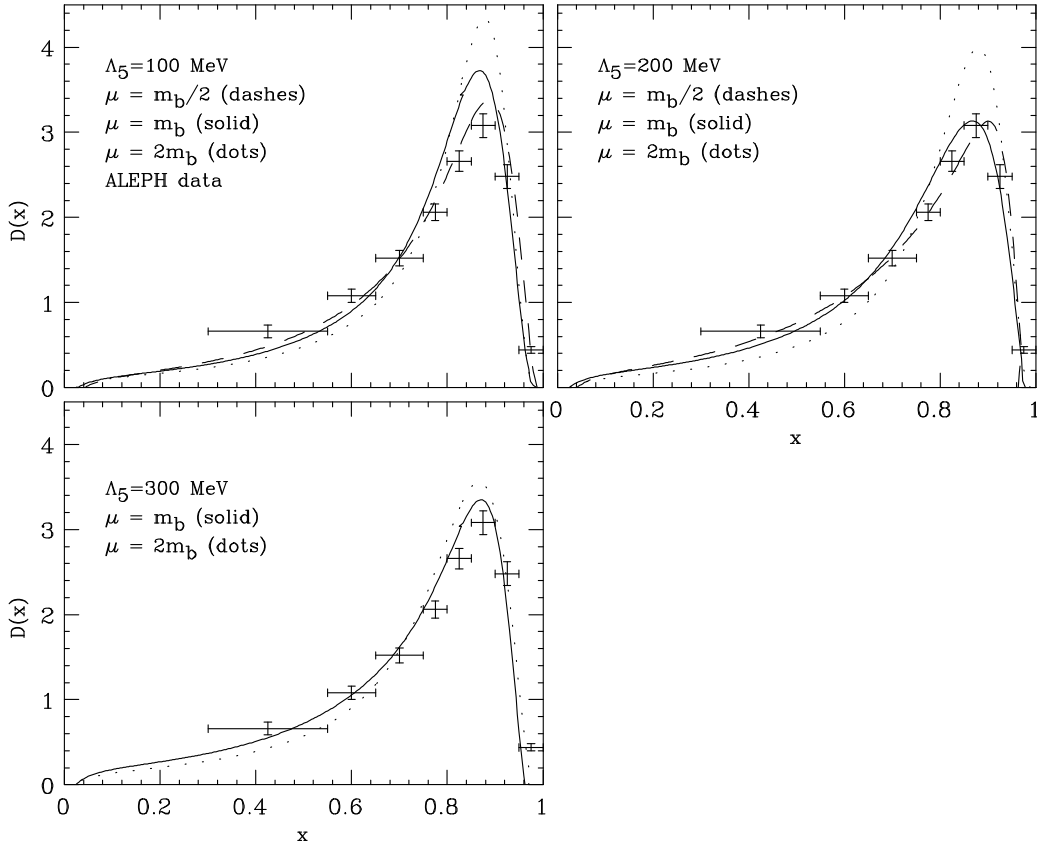 4
3
2
1
0
D(x)
Λ5=100 MeV
μ = mb/2 (dashes)
μ = mb (solid)
μ = 2mb (dots)
ALEPH data
Λ5=200 MeV
μ = mb/2 (dashes)
μ = mb (solid)
μ = 2mb (dots)
0 0.2 0.4 0.6 0.8 1
x
4
3
2
1
0
D(x)
Λ5=300 MeV
μ = mb (solid)
μ = 2mb (dots)
0 0.2 0.4 0.6 0.8 1
x